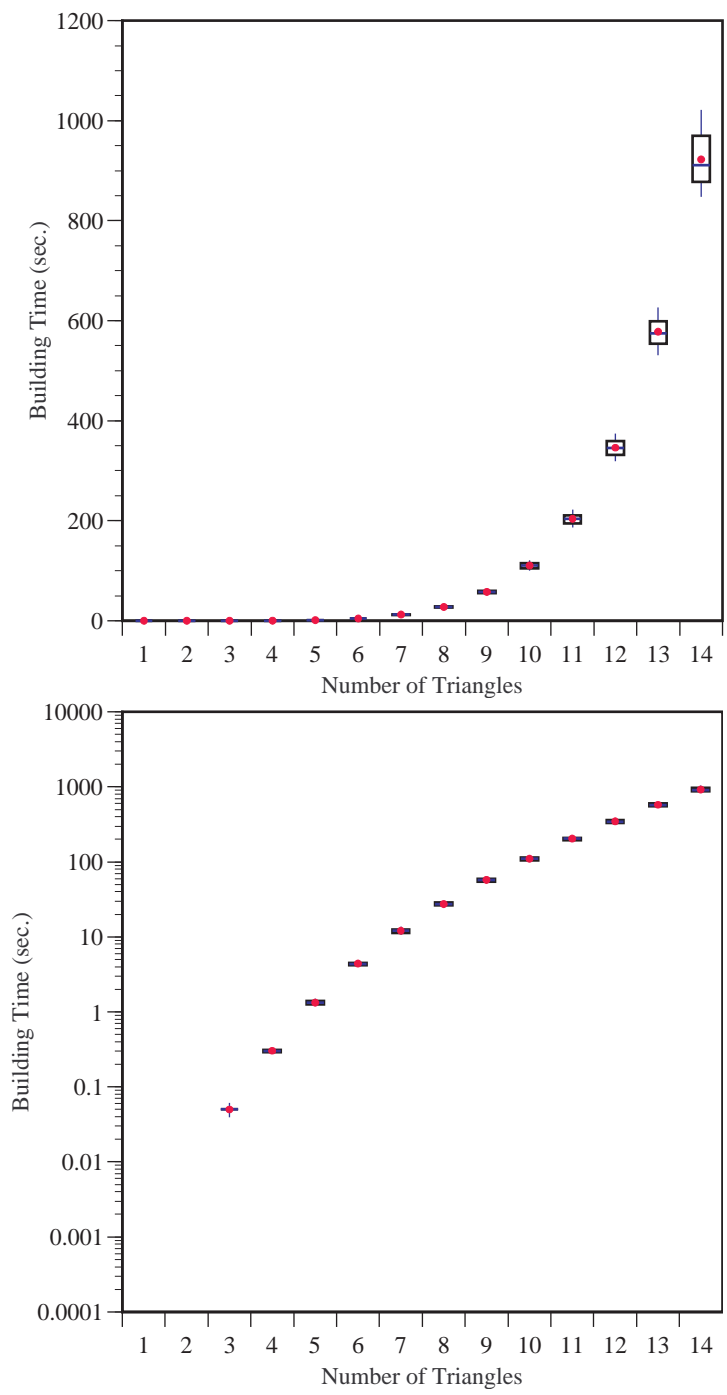 1200
1000
800
600
400
200
0
Building Time (sec.)
1 2 3 4 5 6 7 8 9 10 11 12 13 14
Number of Triangles
10000
1000
100
10
1
0.1
0.01
0.001
0.0001
Building Time (sec.)
1 2 3 4 5 6 7 8 9 10 11 12 13 14
Number of Triangles